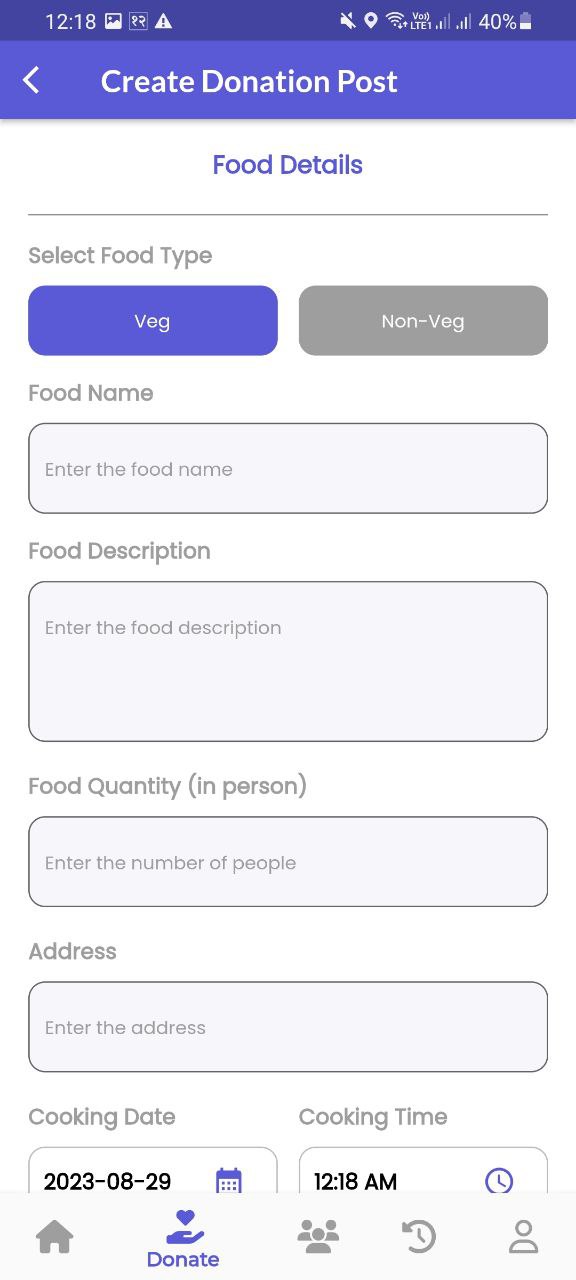 12:18 १२ Vo)) LTE1 40%
Create Donation Post
Food Details
Select Food Type
Veg Non-Veg
Food Name
Enter the food name
Food Description
Enter the food description
Food Quantity (in person)
Enter the number of people
Address
Enter the address
Cooking Date Cooking Time
2023-08-29 12:18 AM
Donate